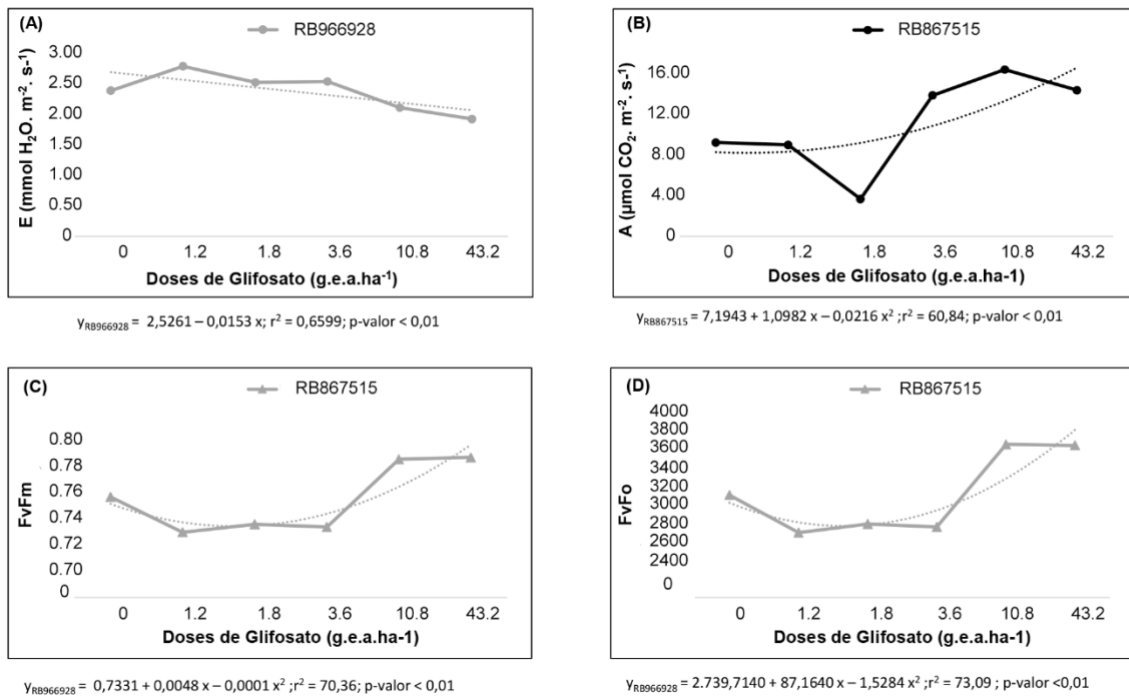 (A)
RB966928
E (mmol H₂O. m⁻². s⁻¹)
3.00
2.50
2.00
1.50
1.00
0.50
0
0 1.2 1.8 3.6 10.8 43.2
Doses de Glifosato (g.e.a.ha⁻¹)
yRB966928 = 2,5261 – 0,0153 x; r² = 0,6599; p-valor < 0,01
(B)
RB867515
A (µmol CO₂. m⁻². s⁻¹)
16.00
12.00
8.00
4.00
0
0 1.2 1.8 3.6 10.8 43.2
Doses de Glifosato (g.e.a.ha-1)
yRB867515 = 7,1943 + 1,0982 x – 0,0216 x² ;r² = 60,84; p-valor < 0,01
(C)
RB867515
FvFm
0.80
0.78
0.76
0.74
0.72
0.70
0
0 1.2 1.8 3.6 10.8 43.2
Doses de Glifosato (g.e.a.ha-1)
yRB966928 = 0,7331 + 0,0048 x – 0,0001 x² ;r² = 70,36; p-valor < 0,01
(D)
RB867515
FvFo
4000
3800
3600
3400
3200
3000
2800
2600
2400
0
0 1.2 1.8 3.6 10.8 43.2
Doses de Glifosato (g.e.a.ha-1)
yRB966928 = 2.739,7140 + 87,1640 x – 1,5284 x² ;r² = 73,09 ; p-valor <0,01